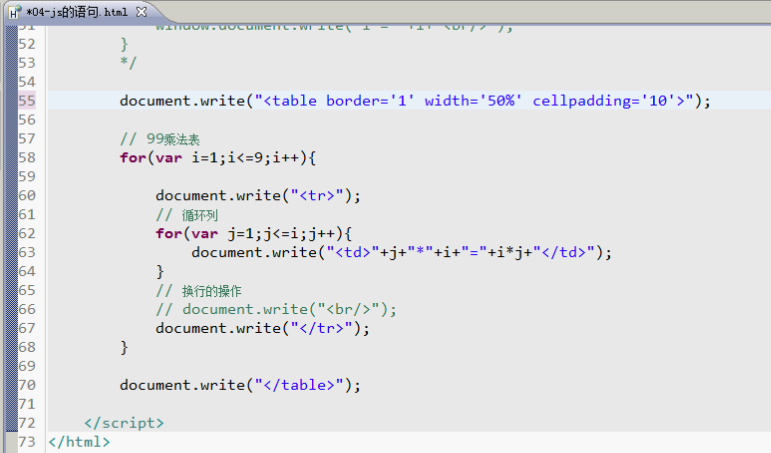 *04-js的语句.html
51 window.document.write("i = "+i+"<br/>");
52 }
53 */
54
55 document.write("<table border='1' width='50%' cellpadding='10'>");
56
57 // 99乘法表
58 for(var i=1;i<=9;i++){
59
60 document.write("<tr>");
61 // 循环列
62 for(var j=1;j<=i;j++){
63 document.write("<td>"+j+"*"+i+"="+i*j+"</td>");
64 }
65 // 换行的操作
66 // document.write("<br/>");
67 document.write("</tr>");
68 }
69
70 document.write("</table>");
71
72 </script>
73 </html>